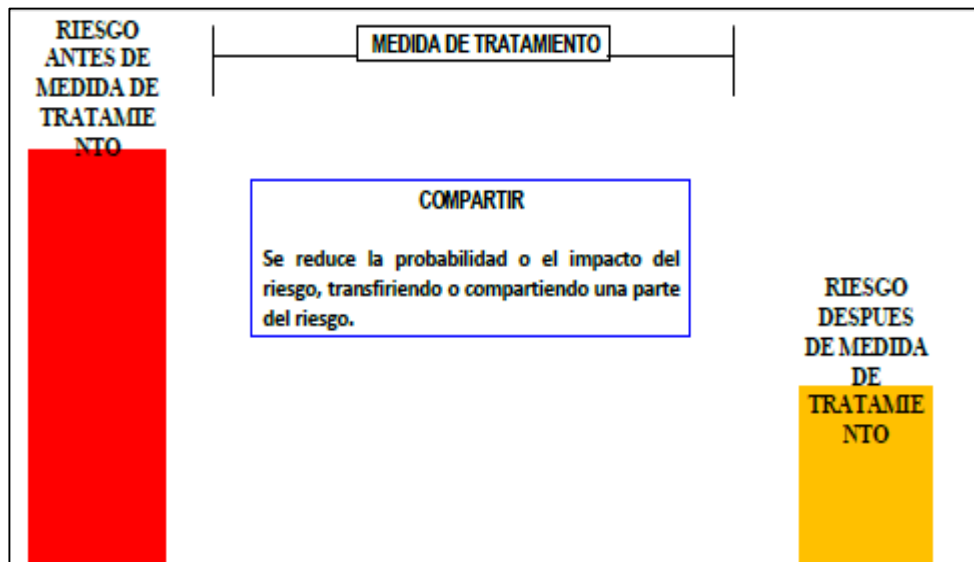 RIESGO
ANTES DE
MEDIDA DE
TRATAMIE
NTO
MEDIDA DE TRATAMIENTO
COMPARTIR
Se reduce la probabilidad o el impacto del
riesgo, transfiriendo o compartiendo una parte
del riesgo.
RIESGO
DESPUES
DE MEDIDA
DE
TRATAMIE
NTO